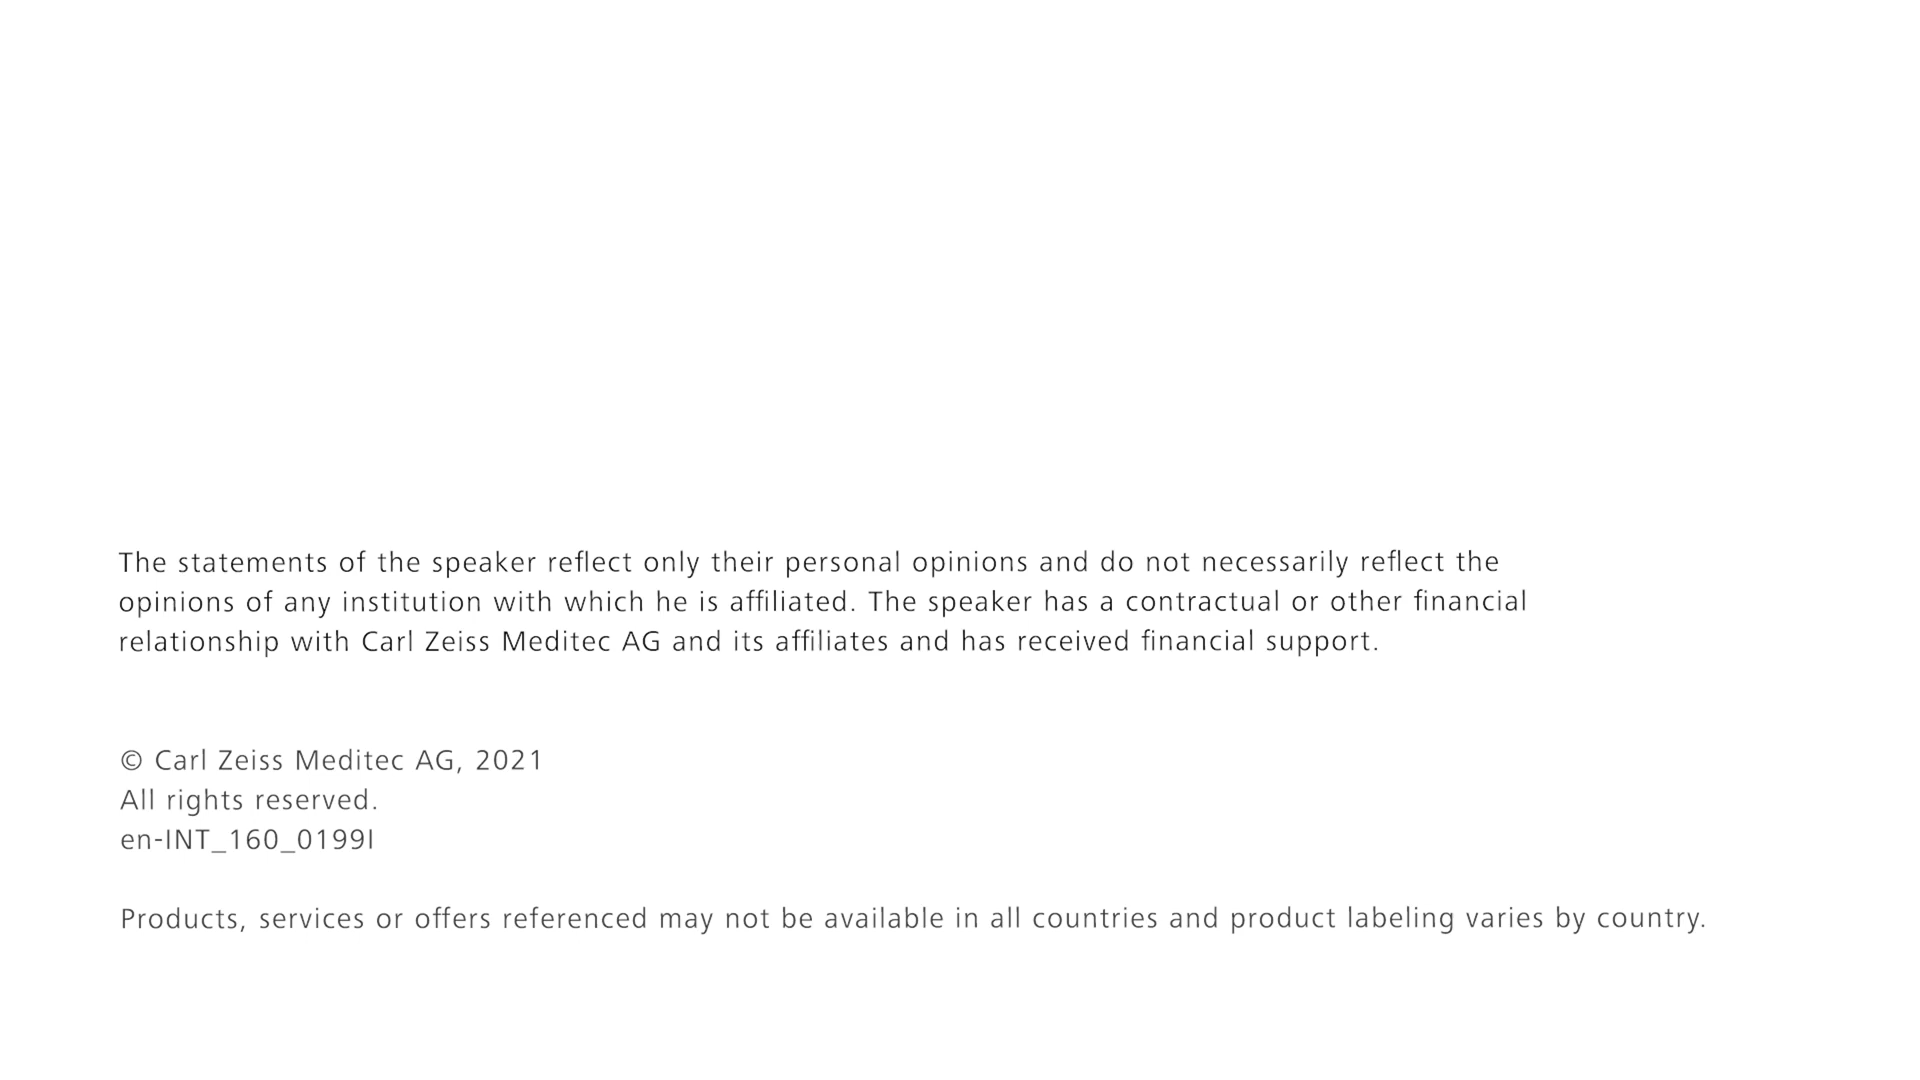 The statements of the speaker reflect only their personal opinions and do not necessarily reflect the
opinions of any institution with which he is affiliated. The speaker has a contractual or other financial
relationship with Carl Zeiss Meditec AG and its affiliates and has received financial support.
© Carl Zeiss Meditec AG, 2021
All rights reserved.
en-INT_160_0199I
Products, services or offers referenced may not be available in all countries and product labeling varies by country.